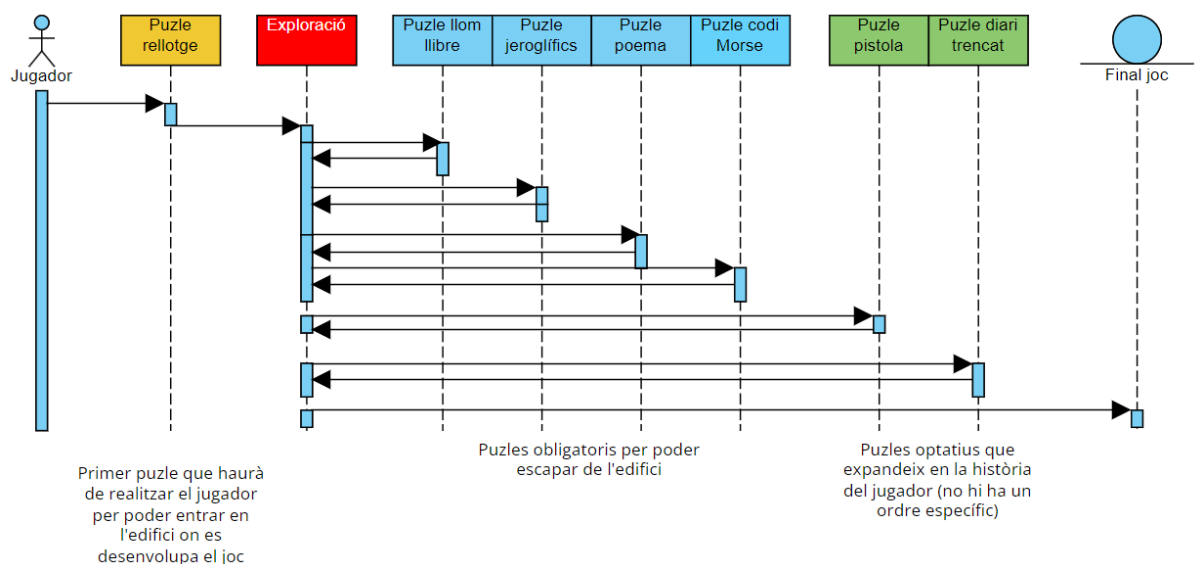 Jugador
Puzle
rellotge
Exploració
Puzle llom
llibre
Puzle
jeroglífics
Puzle
poema
Puzle codi
Morse
Puzle
pistola
Puzle diari
trencat
Final joc
Primer puzle que haurà
de realitzar el jugador
per poder entrar en
l'edifici on es
desenvolupa el joc
Puzles obligatoris per poder
escapar de l'edifici
Puzles optatius que
expandeix en la història
del jugador (no hi ha un
ordre específic)